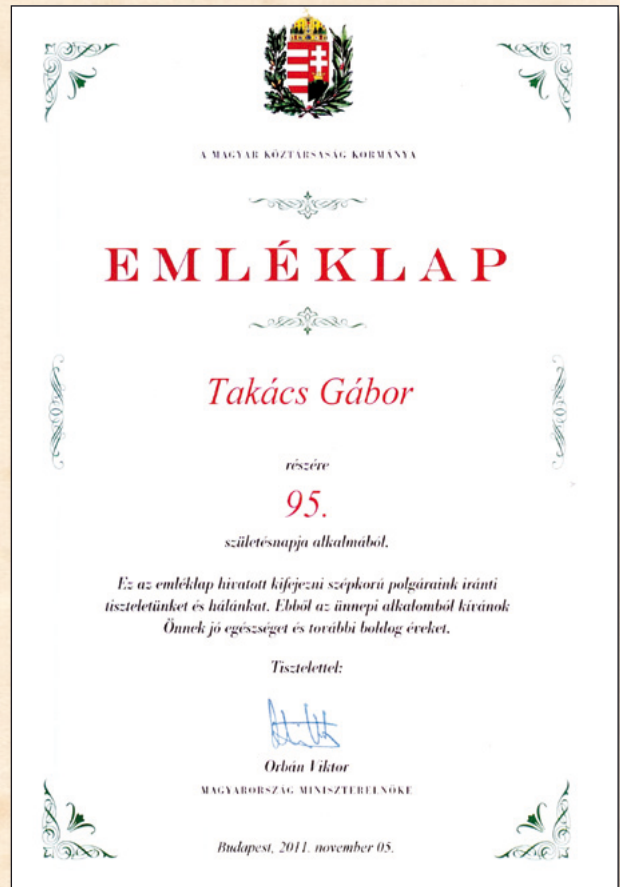 A MAGYAR KÖZTÁRSASÁG KORMÁNYA
EMLÉKLAP
Takács Gábor
részére
95.
születésnapja alkalmából.
Ez az emléklap hivatott kifejezni szépkorú polgáraink iránti
tiszteletünket és hálánkat. Ebből az ünnepi alkalomból kívánok
Önnek jó egészséget és további boldog éveket.
Tisztelettel:
Orbán Viktor
MAGYARORSZÁG MINISZTERELNÖKE
Budapest, 2011. november 05.